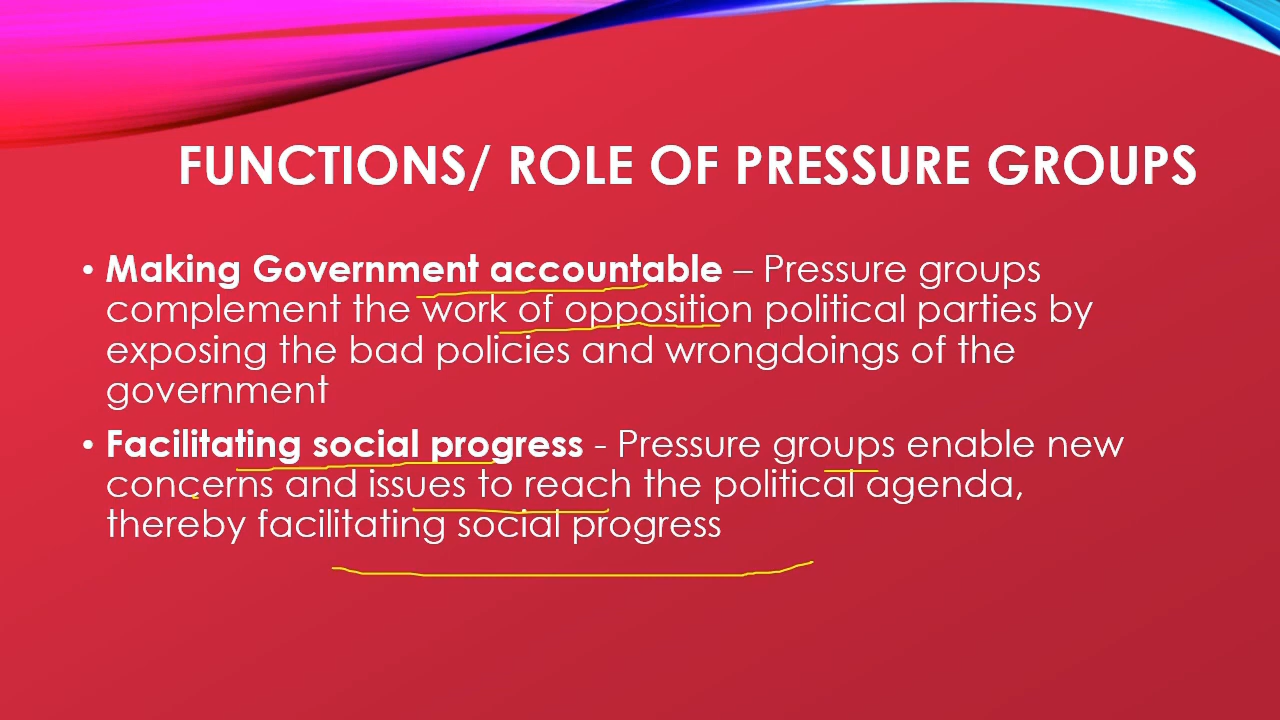 FUNCTIONS/ ROLE OF PRESSURE GROUPS
• Making Government accountable – Pressure groups
complement the work of opposition political parties by
exposing the bad policies and wrongdoings of the
government
• Facilitating social progress - Pressure groups enable new
concerns and issues to reach the political agenda,
thereby facilitating social progress